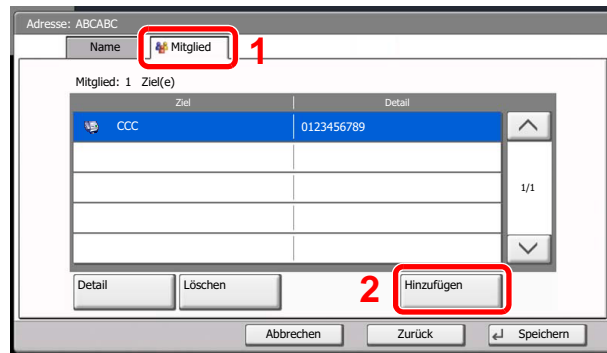 Adresse: ABCABC
Name Mitglied 1
Mitglied: 1 Ziel(e)
Ziel Detail
CCC 0123456789
1/1
Detail Löschen 2 Hinzufügen
Abbrechen Zurück Speichern